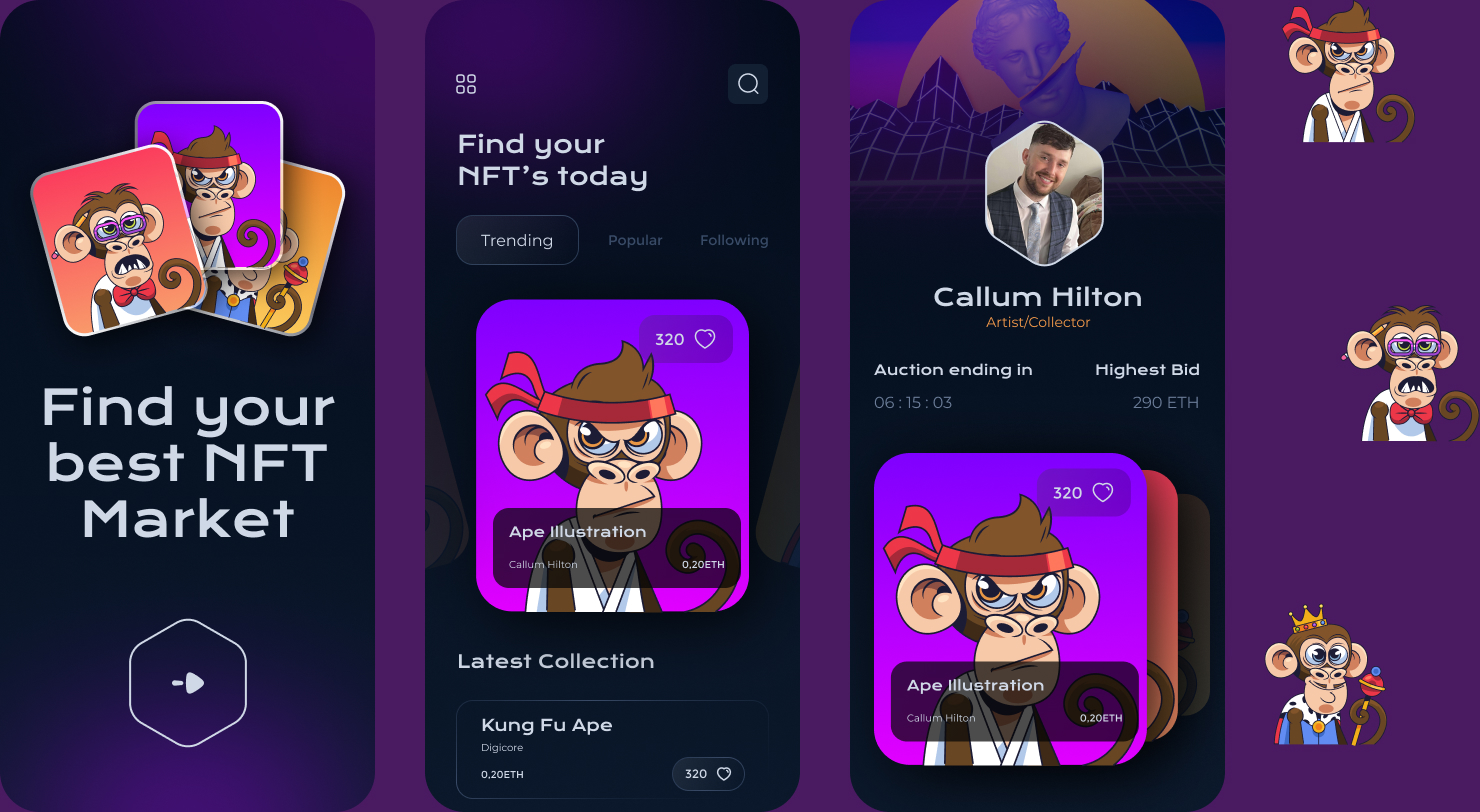 Find your
best NFT
Market
Find your
NFT’s today
Trending Popular Following
320
Ape Illustration
Callum Hilton 0,20ETH
Latest Collection
Kung Fu Ape
Digicore
0,20ETH 320
Callum Hilton
Artist/Collector
Auction ending in Highest Bid
06 : 15 : 03 290 ETH
320
Ape Illustration
Callum Hilton 0,20ETH